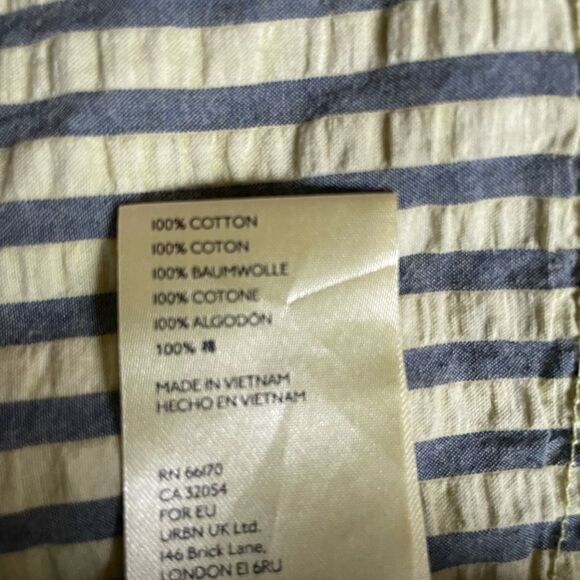 100% COTTON
100% COTON
100% BAUMWOLLE
100% COTONE
100% ALGODÓN
100% 棉
MADE IN VIETNAM
HECHO EN VIETNAM
RN 66170
CA 32054
FOR EU
URBN UK Ltd.
146 Brick Lane,
LONDON E1 6RU